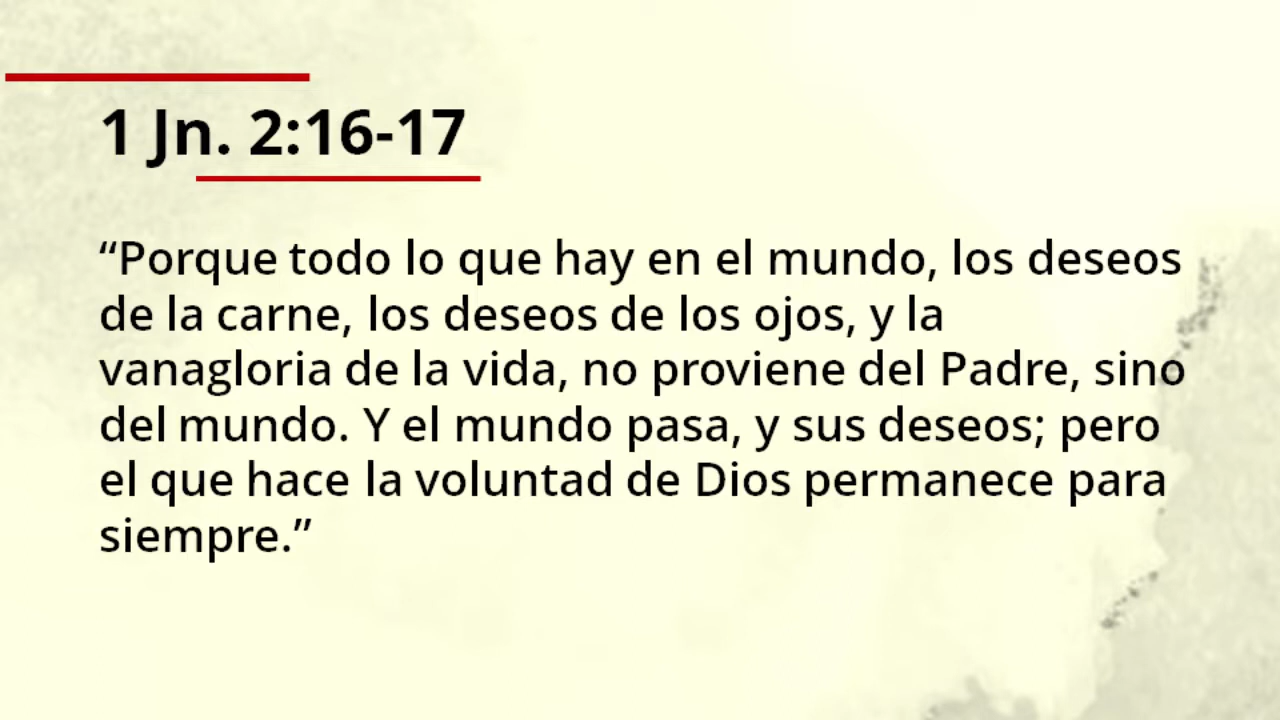 1 Jn. 2:16-17
“Porque todo lo que hay en el mundo, los deseos
de la carne, los deseos de los ojos, y la
vanagloria de la vida, no proviene del Padre, sino
del mundo. Y el mundo pasa, y sus deseos; pero
el que hace la voluntad de Dios permanece para
siempre.”